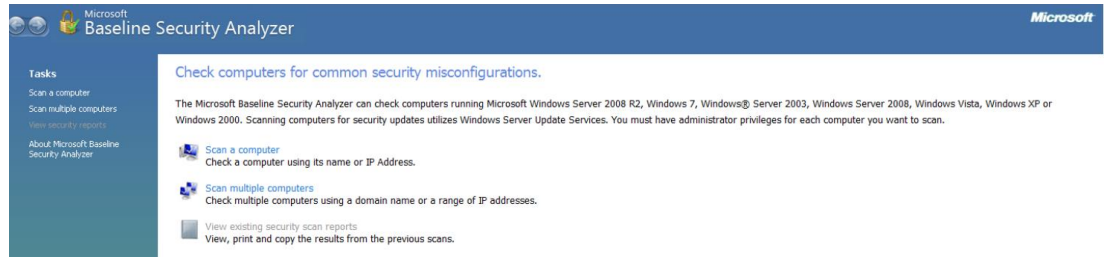 Microsoft
Baseline Security Analyzer
Microsoft
Tasks
Scan a computer
Scan multiple computers
View security reports
About Microsoft Baseline
Security Analyzer
Check computers for common security misconfigurations.
The Microsoft Baseline Security Analyzer can check computers running Microsoft Windows Server 2008 R2, Windows 7, Windows® Server 2003, Windows Server 2008, Windows Vista, Windows XP or
Windows 2000. Scanning computers for security updates utilizes Windows Server Update Services. You must have administrator privileges for each computer you want to scan.
Scan a computer
Check a computer using its name or IP Address.
Scan multiple computers
Check multiple computers using a domain name or a range of IP addresses.
View existing security scan reports
View, print and copy the results from the previous scans.